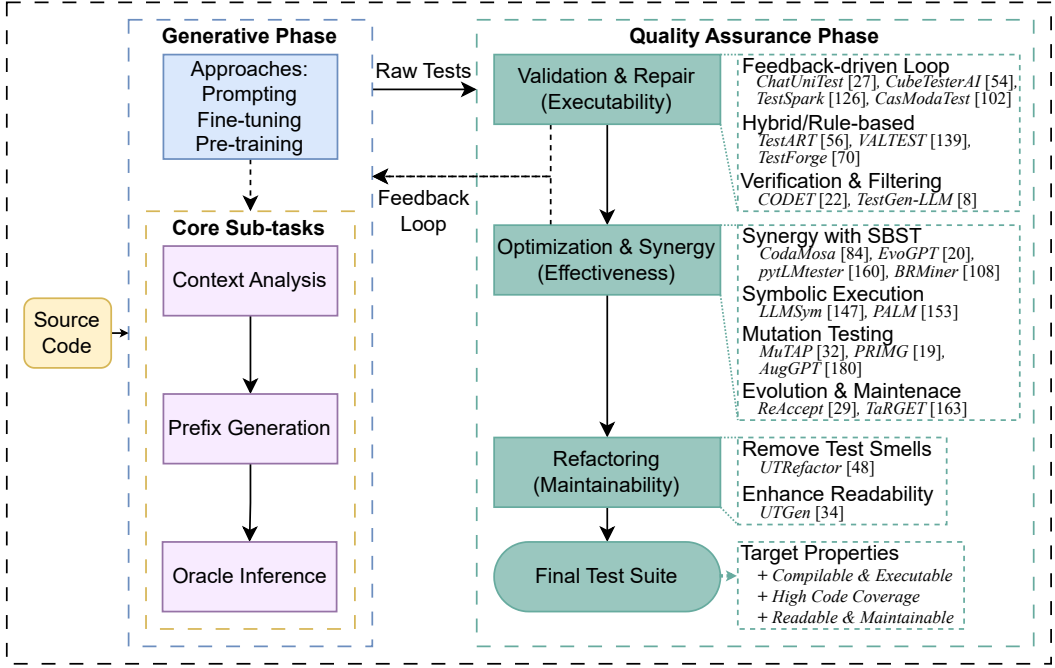 Generative Phase
Approaches:
Prompting
Fine-tuning
Pre-training
Core Sub-tasks
Context Analysis
Prefix Generation
Oracle Inference
Source
Code
Raw Tests
Feedback
Loop
Quality Assurance Phase
Validation & Repair
(Executability)
Feedback-driven Loop
ChatUniTest [27], CubeTesterAI [54],
TestSpark [126], CasModaTest [102]
Hybrid/Rule-based
TestART [56], VALTEST [139],
TestForge [70]
Verification & Filtering
CODET [22], TestGen-LLM [8]
Optimization & Synergy
(Effectiveness)
Synergy with SBST
CodaMosa [84], EvoGPT [20],
pytLMtester [160], BRMiner [108]
Symbolic Execution
LLMSym [147], PALM [153]
Mutation Testing
MuTAP [32], PRIMG [19],
AugGPT [180]
Evolution & Maintenace
ReAccept [29], TaRGET [163]
Refactoring
(Maintainability)
Remove Test Smells
UTRefactor [48]
Enhance Readability
UTGen [34]
Final Test Suite
Target Properties
+ Compilable & Executable
+ High Code Coverage
+ Readable & Maintainable